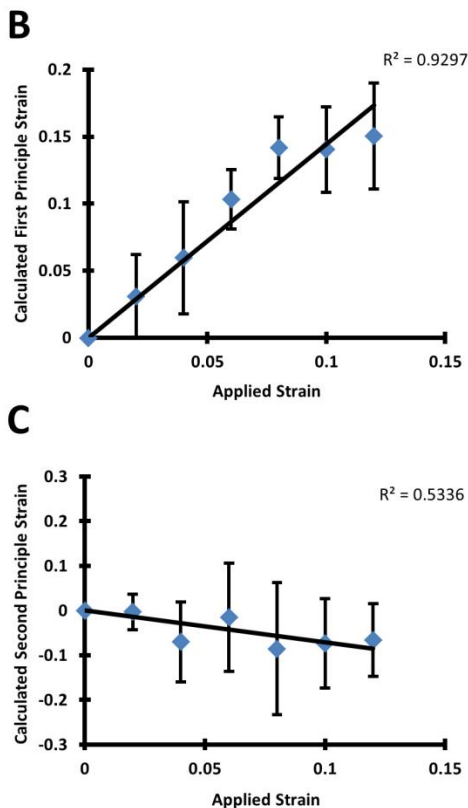 B
R² = 0.9297
Calculated First Principle Strain
0.2
0.15
0.1
0.05
0
0
0.05
0.1
0.15
Applied Strain
C
R² = 0.5336
Calculated Second Principle Strain
0.3
0.2
0.1
0
-0.1
-0.2
-0.3
0
0.05
0.1
0.15
Applied Strain